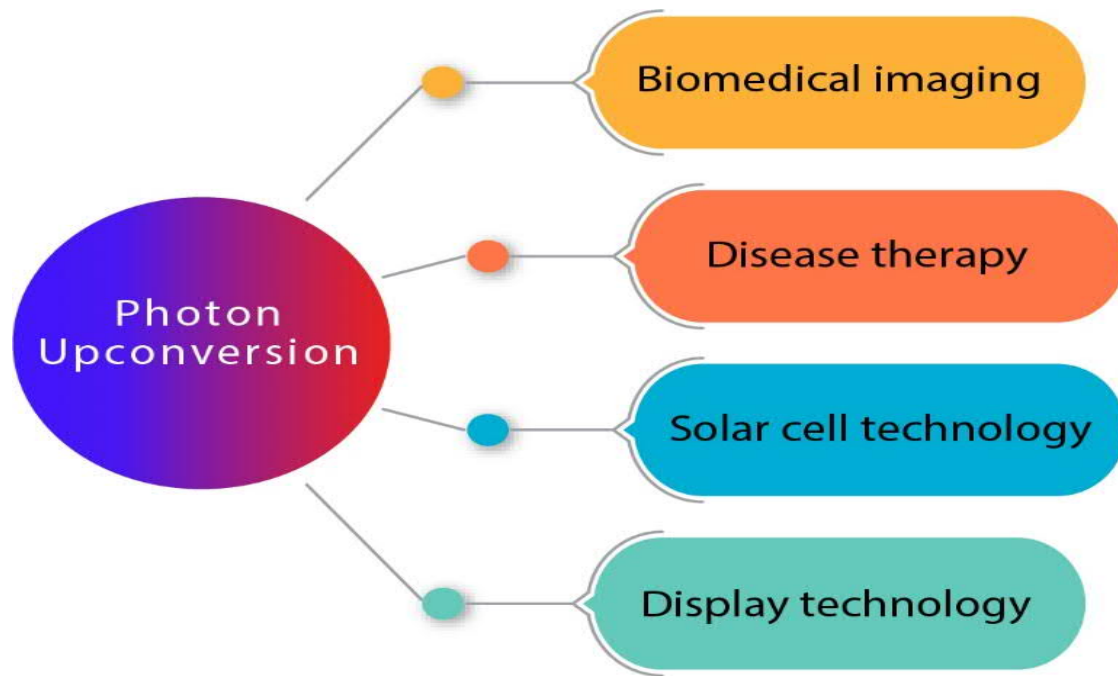 Photon
Upconversion
Biomedical imaging
Disease therapy
Solar cell technology
Display technology